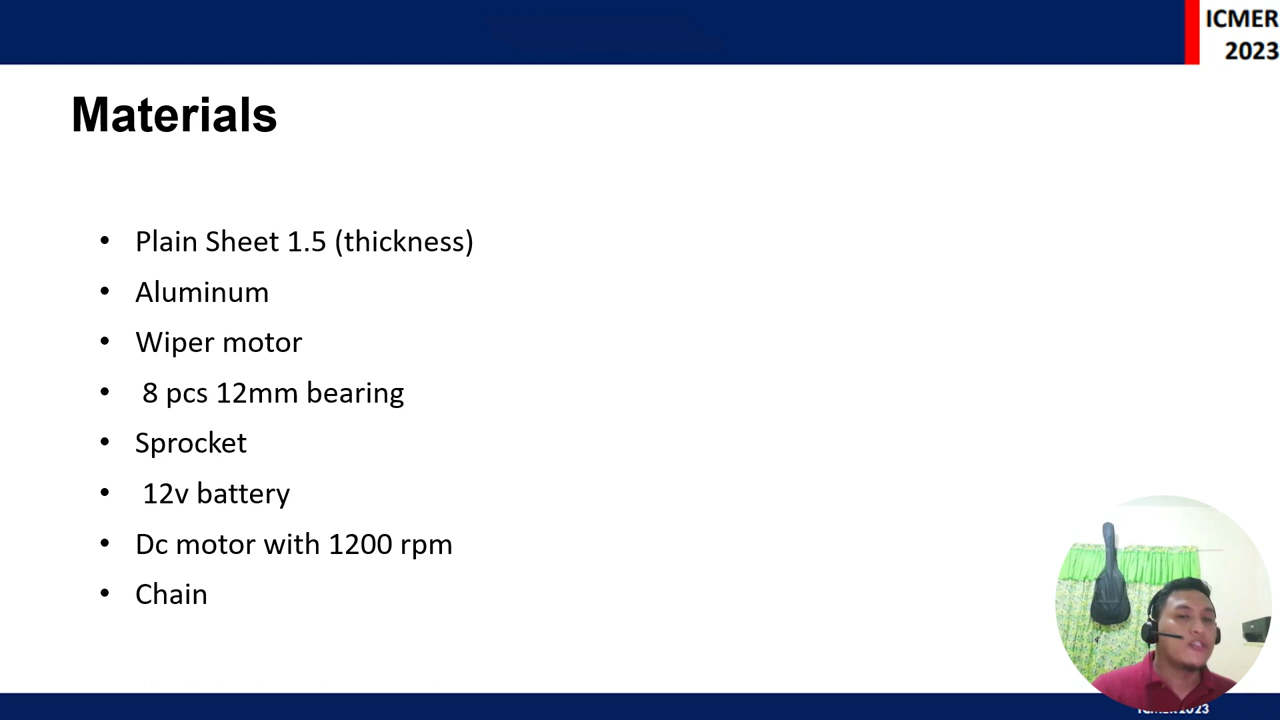 ICMER
2023
Materials
• Plain Sheet 1.5 (thickness)
• Aluminum
• Wiper motor
• 8 pcs 12mm bearing
• Sprocket
• 12v battery
• Dc motor with 1200 rpm
• Chain
ICMER2023